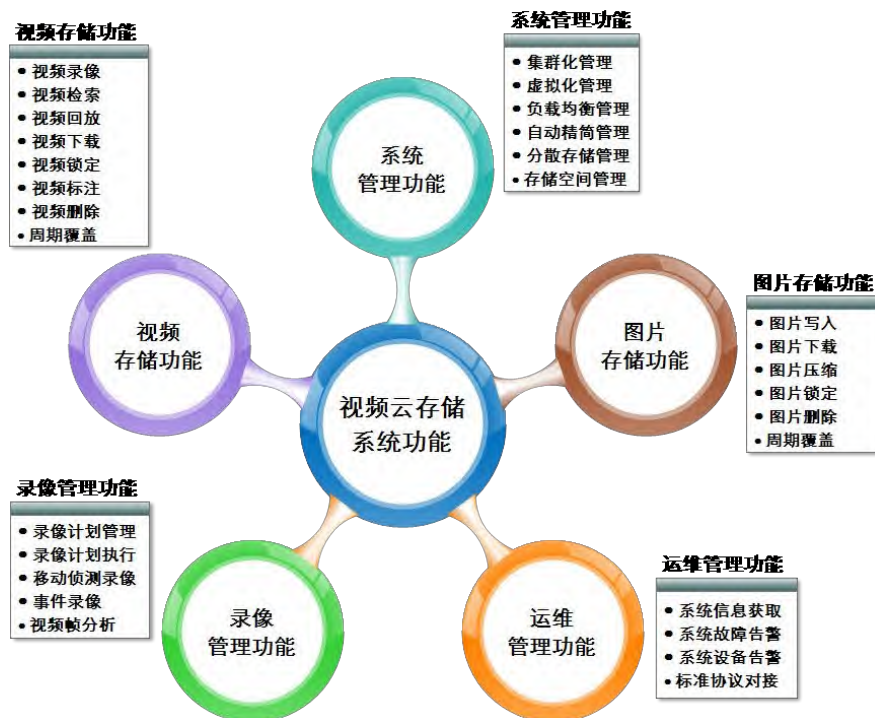 视频存储功能
视频录像
视频检索
视频回放
视频下载
视频锁定
视频标注
视频删除
周期覆盖
系统管理功能
集群化管理
虚拟化管理
负载均衡管理
自动精简管理
分散存储管理
存储空间管理
系统
管理功能
视频
存储功能
图片
存储功能
图片存储功能
图片写入
图片下载
图片压缩
图片锁定
图片删除
周期覆盖
视频云存储
系统功能
录像管理功能
录像计划管理
录像计划执行
移动侦测录像
事件录像
视频帧分析
录像
管理功能
运维
管理功能
运维管理功能
系统信息获取
系统故障告警
系统设备告警
标准协议对接